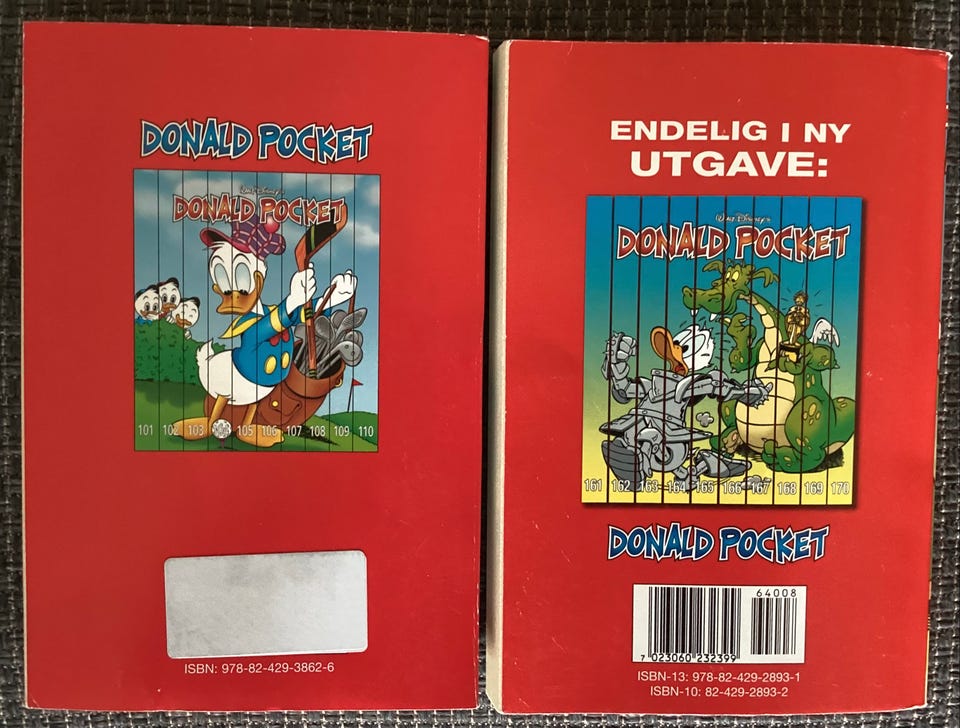 DONALD POCKET
Walt Disney's
DONALD POCKET
101 102 103 105 106 107 108 109 110
ISBN: 978-82-429-3862-6
ENDELIG I NY
UTGAVE:
Walt Disney's
DONALD POCKET
161 162 163 164 165 166 167 168 169 170
DONALD POCKET
64008
7 023060 232399
ISBN-13: 978-82-429-2893-1
ISBN-10: 82-429-2893-2